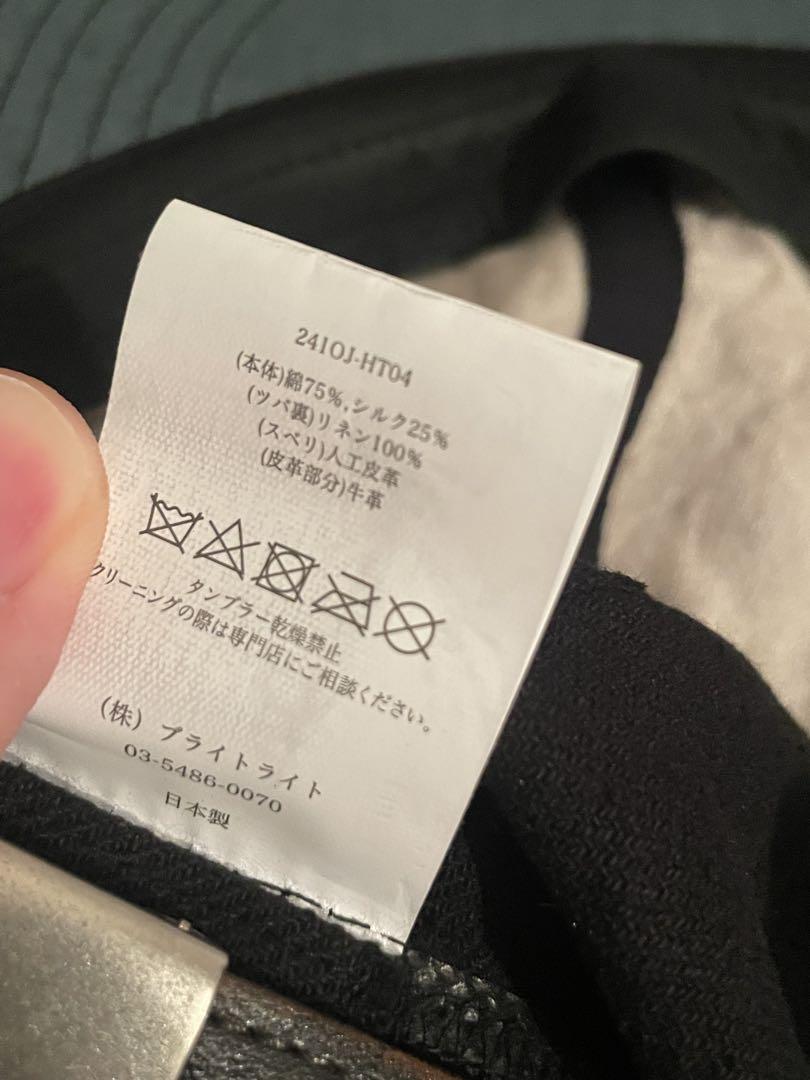 241OJ-HT04
(本体)綿75%,シルク25%
(ツバ裏)リネン100%
(スベリ)人工皮革
(皮革部分)牛革
タンブラー乾燥禁止
クリーニングの際は専門店にご相談ください。
(株) ブライトライト
03-5486-0070
日本製